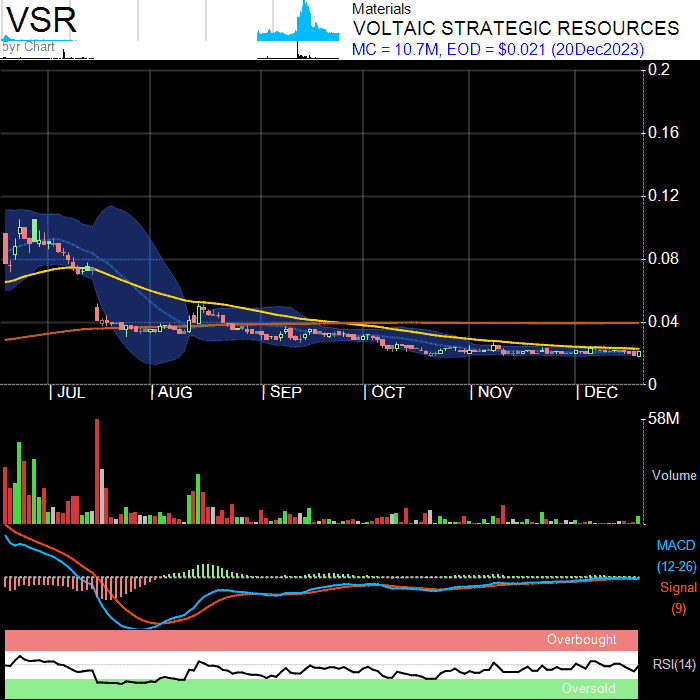 VSR
5yr Chart
Materials
VOLTAIC STRATEGIC RESOURCES
MC = 10.7M, EOD = $0.021 (20Dec2023)
0.2
0.16
0.12
0.08
0.04
0
JUL AUG SEP OCT NOV DEC
58M
Volume
MACD
(12-26)
Signal
(9)
Overbought
RSI(14)
Oversold